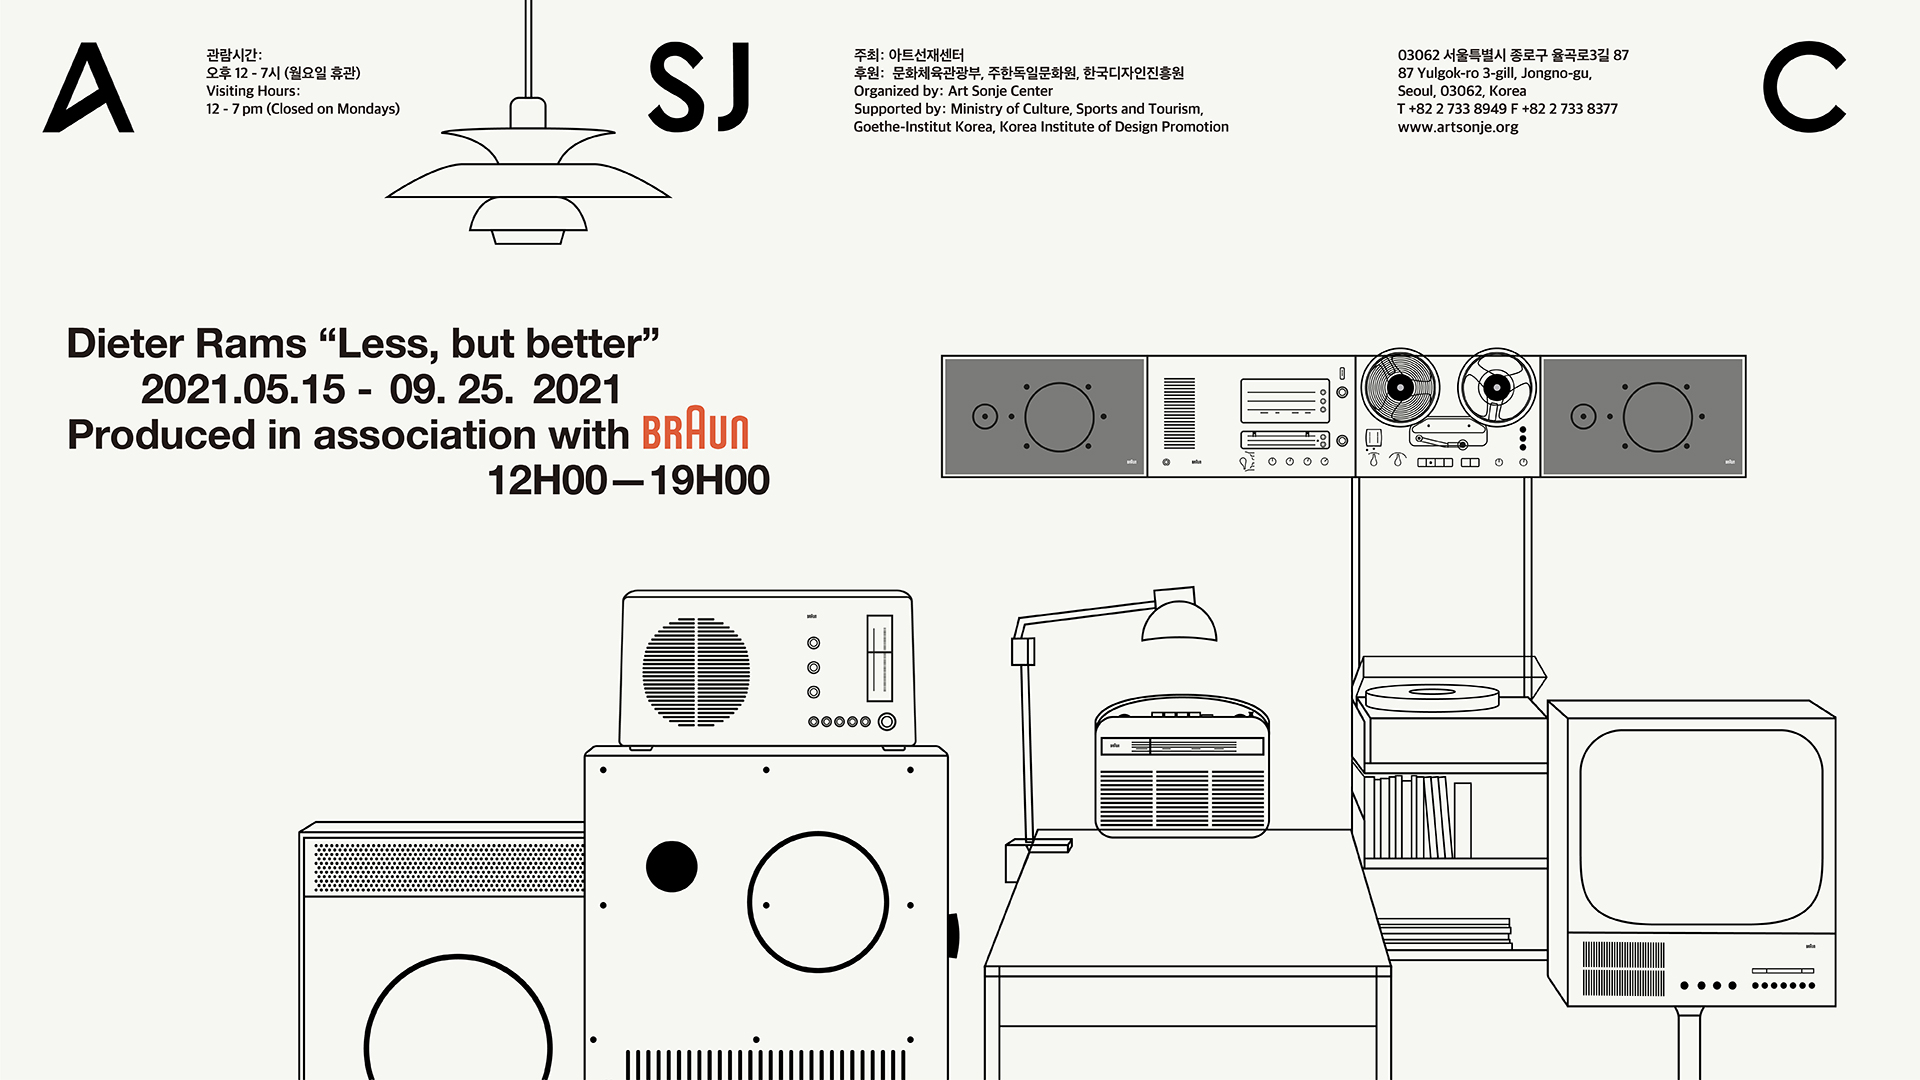 A
관람시간:
오후 12 - 7시 (월요일 휴관)
Visiting Hours:
12 - 7 pm (Closed on Mondays)
SJ
주최: 아트선재센터
후원: 문화체육관광부, 주한독일문화원, 한국디자인진흥원
Organized by: Art Sonje Center
Supported by: Ministry of Culture, Sports and Tourism,
Goethe-Institut Korea, Korea Institute of Design Promotion
03062 서울특별시 종로구 율곡로3길 87
87 Yulgok-ro 3-gill, Jongno-gu,
Seoul, 03062, Korea
T +82 2 733 8949 F +82 2 733 8377
www.artsonje.org
C
Dieter Rams “Less, but better”
2021.05.15 - 09. 25. 2021
Produced in association with BRAUN
12H00—19H00